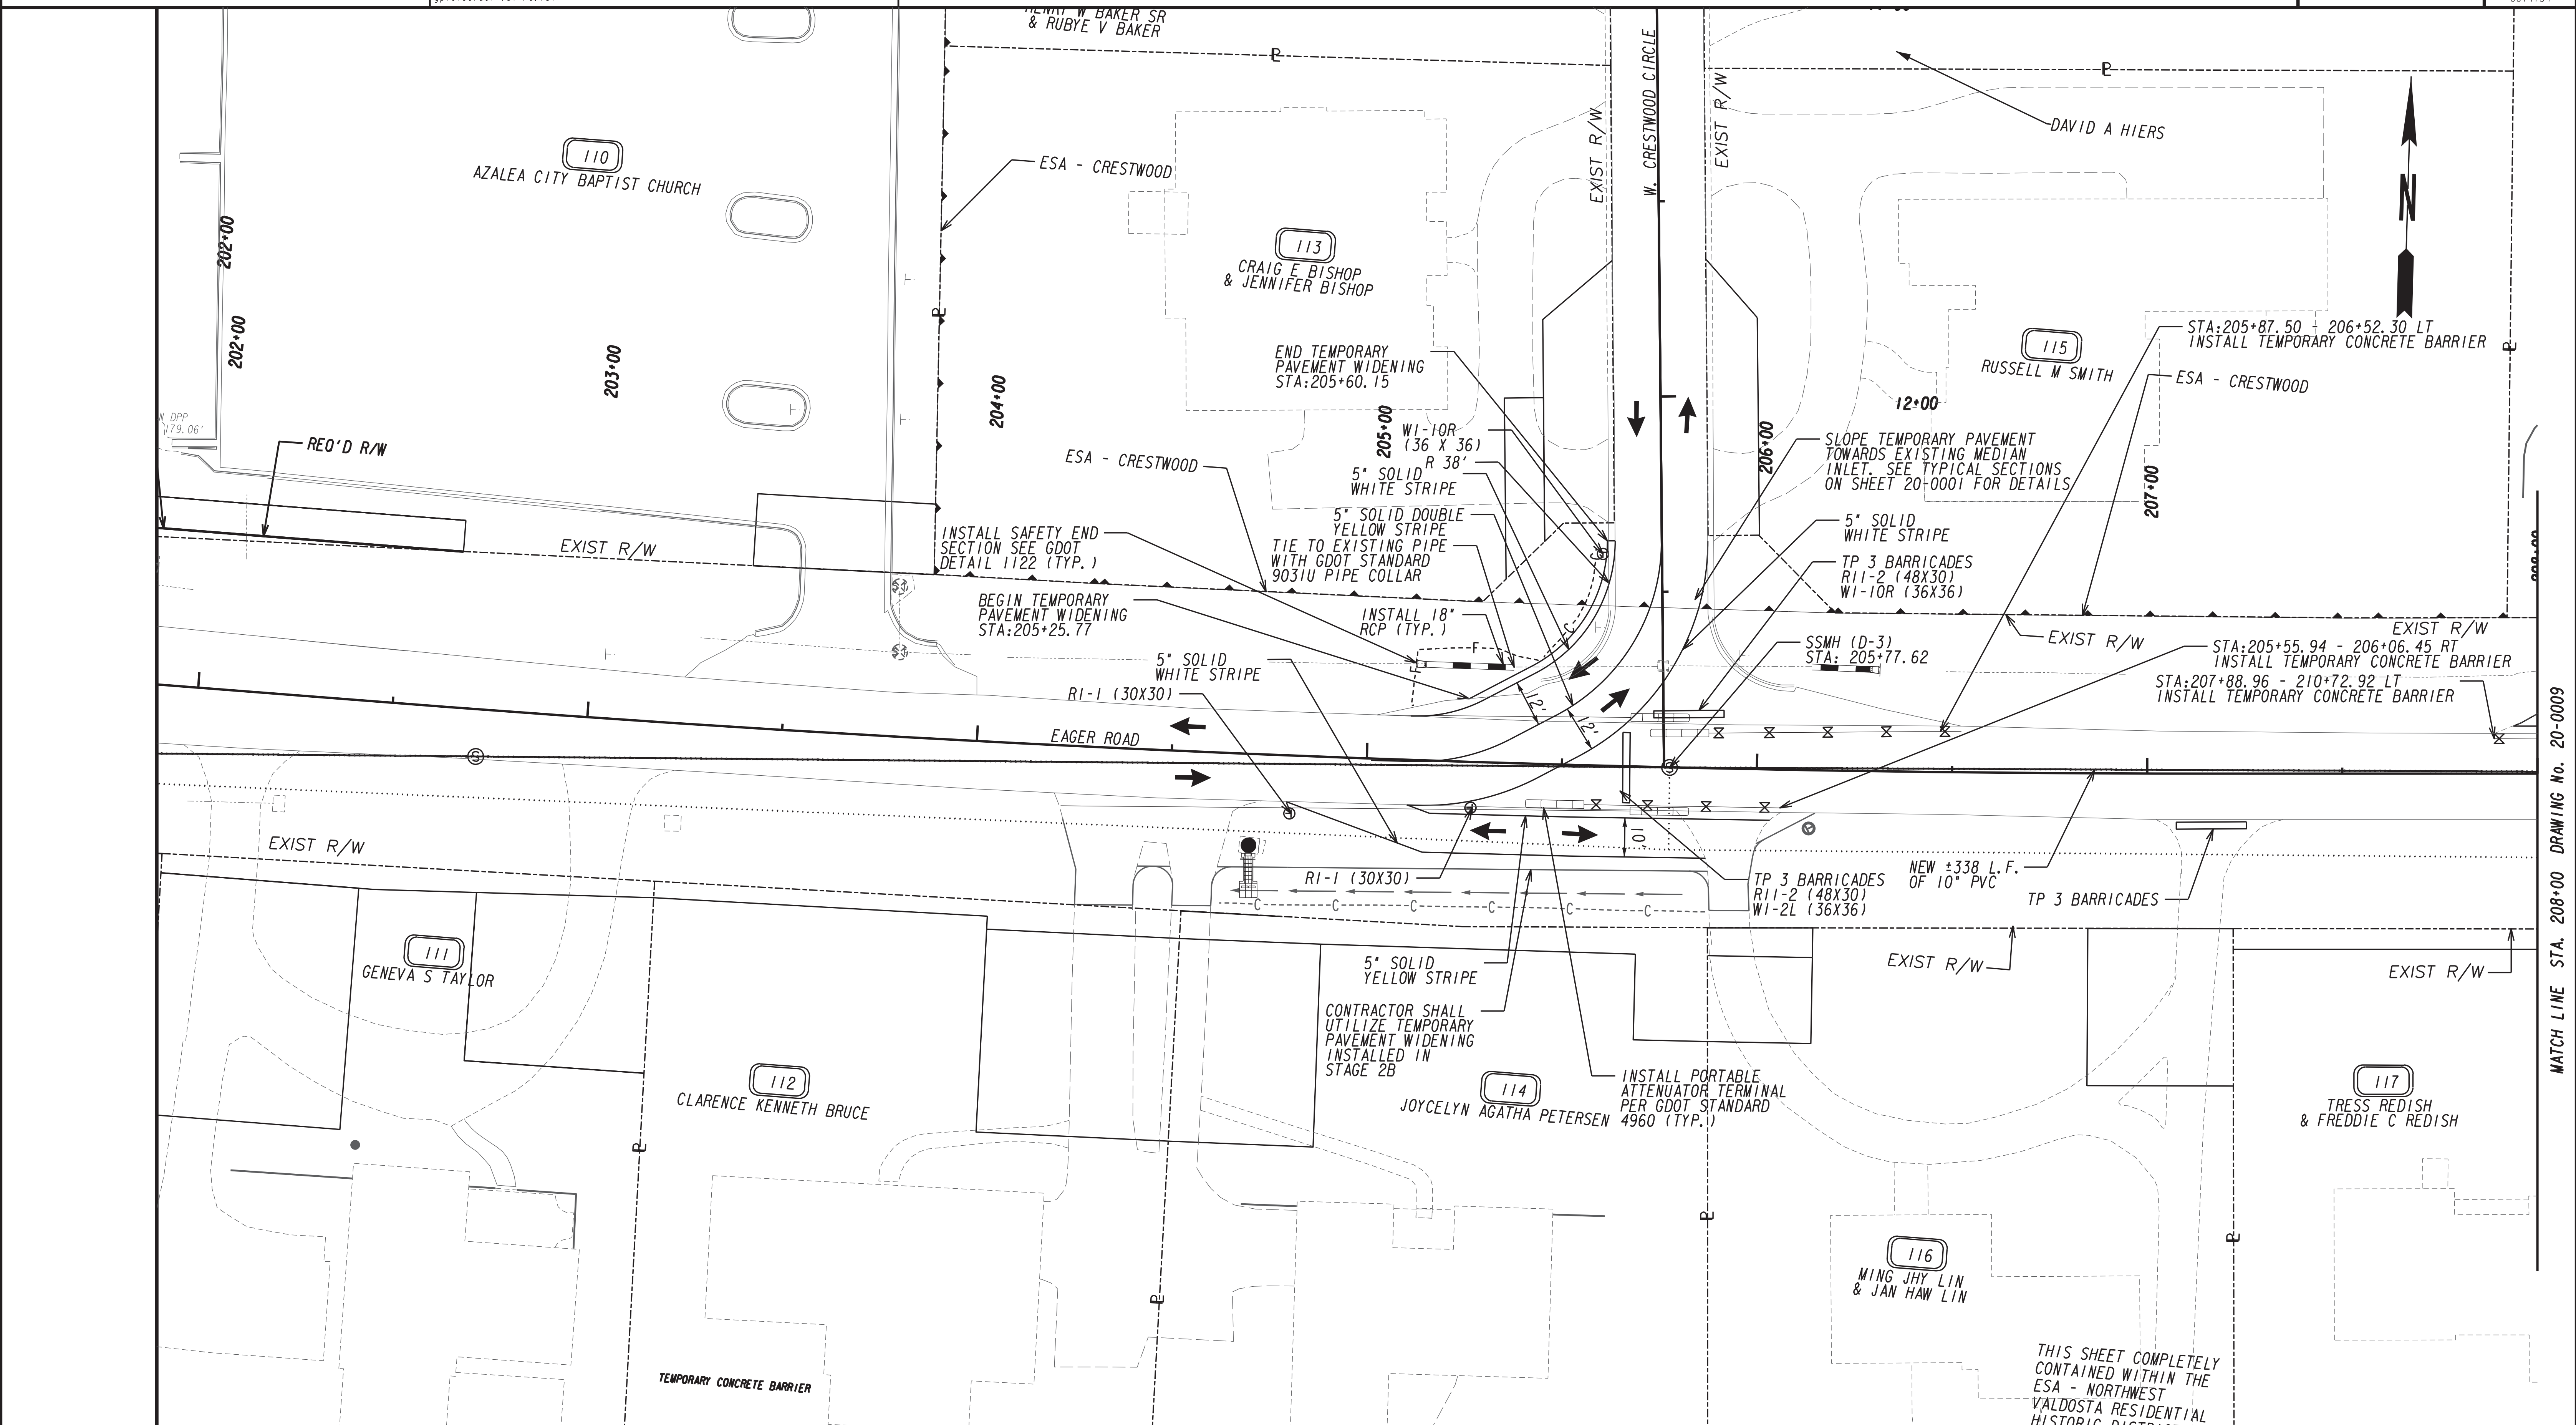 & RUBYE V BAKER
W. CRESTWOOD CIRCLE
EXIST R/W
EXIST R/W
DAVID A HIERS
N
110
AZALEA CITY BAPTIST CHURCH
ESA - CRESTWOOD
113
CRAIG E BISHOP
& JENNIFER BISHOP
202+00
202+00
203+00
204+00
205+00
206+00
12+00
207+00
END TEMPORARY
PAVEMENT WIDENING
STA:205+60.15
W1-10R
(36 X 36)
R 38'
5" SOLID
WHITE STRIPE
5" SOLID DOUBLE
YELLOW STRIPE
TIE TO EXISTING PIPE
WITH GDOT STANDARD
9031U PIPE COLLAR
INSTALL 18"
RCP (TYP.)
115
RUSSELL M SMITH
STA:205+87.50 - 206+52.30 LT
INSTALL TEMPORARY CONCRETE BARRIER
ESA - CRESTWOOD
SLOPE TEMPORARY PAVEMENT
TOWARDS EXISTING MEDIAN
INLET. SEE TYPICAL SECTIONS
ON SHEET 20-0001 FOR DETAILS
5" SOLID
WHITE STRIPE
TP 3 BARRICADES
R11-2 (48X30)
W1-10R (36X36)
SSMH (D-3)
STA: 205+77.62
EXIST R/W
EXIST R/W
STA:205+55.94 - 206+06.45 RT
INSTALL TEMPORARY CONCRETE BARRIER
STA:207+88.96 - 210+72.92 LT
INSTALL TEMPORARY CONCRETE BARRIER
N DPP
179.06'
REQ'D R/W
EXIST R/W
ESA - CRESTWOOD
INSTALL SAFETY END
SECTION SEE GDOT
DETAIL 1122 (TYP.)
BEGIN TEMPORARY
PAVEMENT WIDENING
STA:205+25.77
5" SOLID
WHITE STRIPE
R1-1 (30X30)
EAGER ROAD
12'
12'
10'
EXIST R/W
R1-1 (30X30)
TP 3 BARRICADES
R11-2 (48X30)
W1-2L (36X36)
NEW ±338 L.F.
OF 10" PVC
TP 3 BARRICADES
EXIST R/W
EXIST R/W
111
GENEVA S TAYLOR
112
CLARENCE KENNETH BRUCE
5" SOLID
YELLOW STRIPE
CONTRACTOR SHALL
UTILIZE TEMPORARY
PAVEMENT WIDENING
INSTALLED IN
STAGE 2B
114
JOYCELYN AGATHA PETERSEN
INSTALL PORTABLE
ATTENUATOR TERMINAL
PER GDOT STANDARD
4960 (TYP.)
117
TRESS REDISH
& FREDDIE C REDISH
116
MING JHY LIN
& JAN HAW LIN
TEMPORARY CONCRETE BARRIER
THIS SHEET COMPLETELY
CONTAINED WITHIN THE
ESA - NORTHWEST
VALDOSTA RESIDENTIAL
MATCH LINE STA. 208+00 DRAWING No. 20-0009